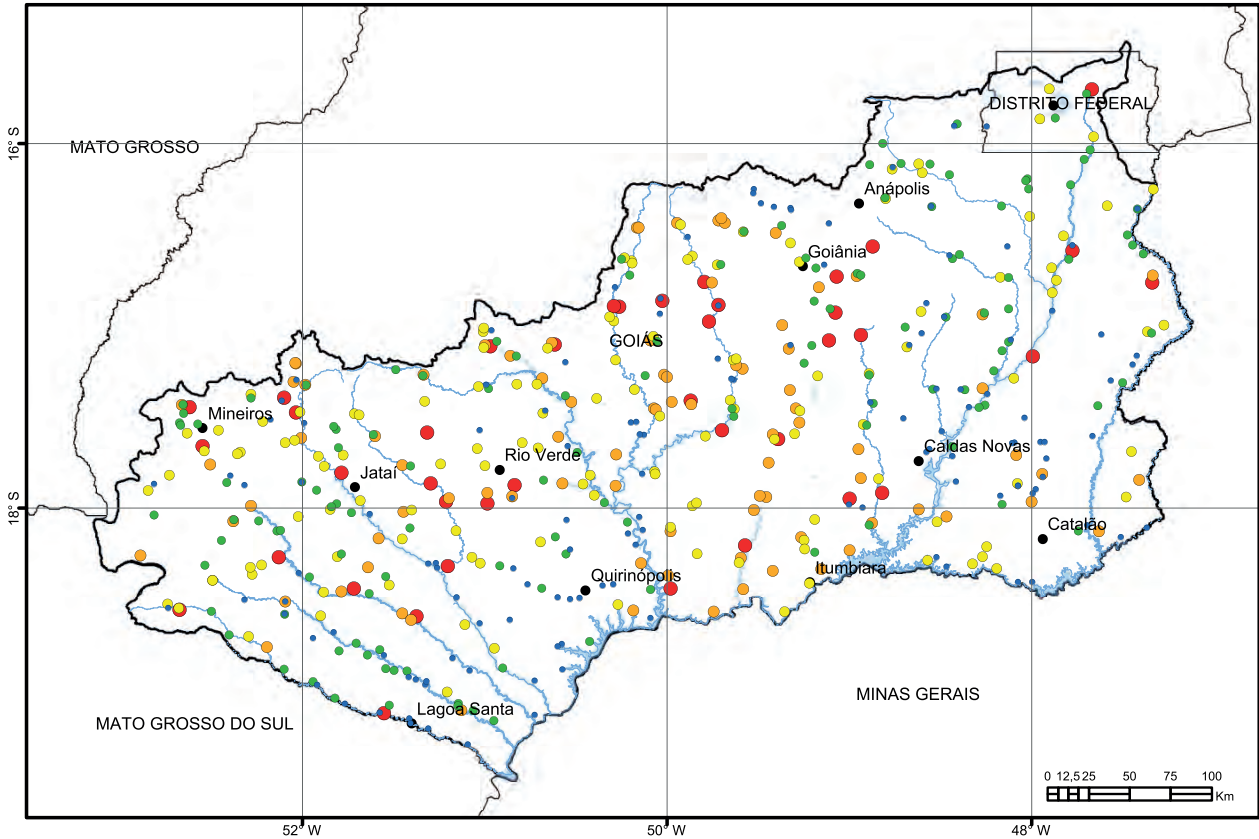 DISTRITO FEDERAL
16° S
MATO GROSSO
Anápolis
Goiânia
GOIÁS
Mineiros
Caldas Novas
Rio Verde
Jataí
18° S
Catalão
Itumbiara
Quirinópolis
MINAS GERAIS
Lagoa Santa
MATO GROSSO DO SUL
0 12,5 25 50 75 100
Km
52° W 50° W 48° W